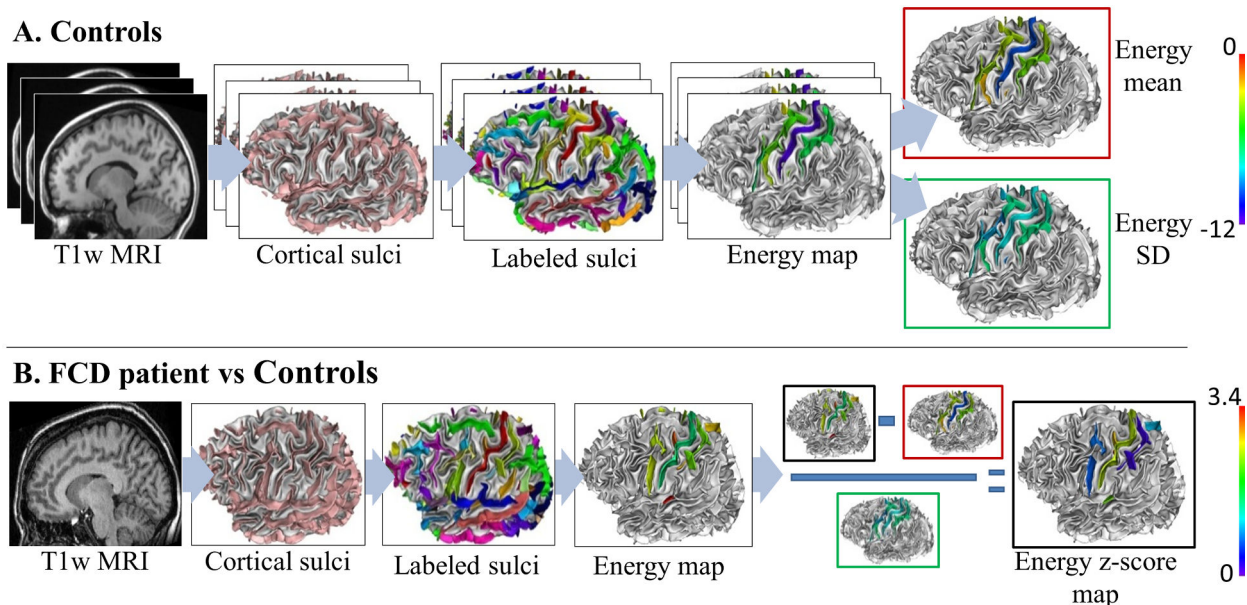 A. Controls
T1w MRI
Cortical sulci
Labeled sulci
Energy map
Energy
mean
0
Energy
SD
-12
B. FCD patient vs Controls
T1w MRI
Cortical sulci
Labeled sulci
Energy map
Energy z-score
map
3.4
0